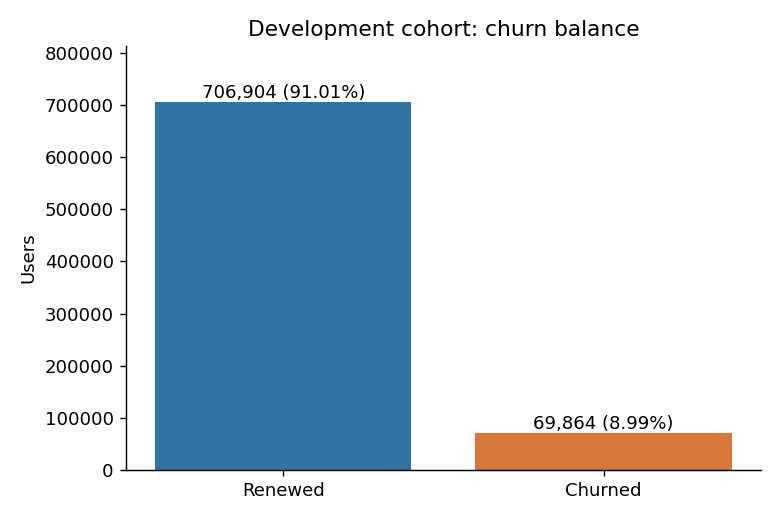 Development cohort: churn balance
800000
700000
600000
500000
400000
300000
200000
100000
0
Users
706,904 (91.01%)
69,864 (8.99%)
Renewed
Churned